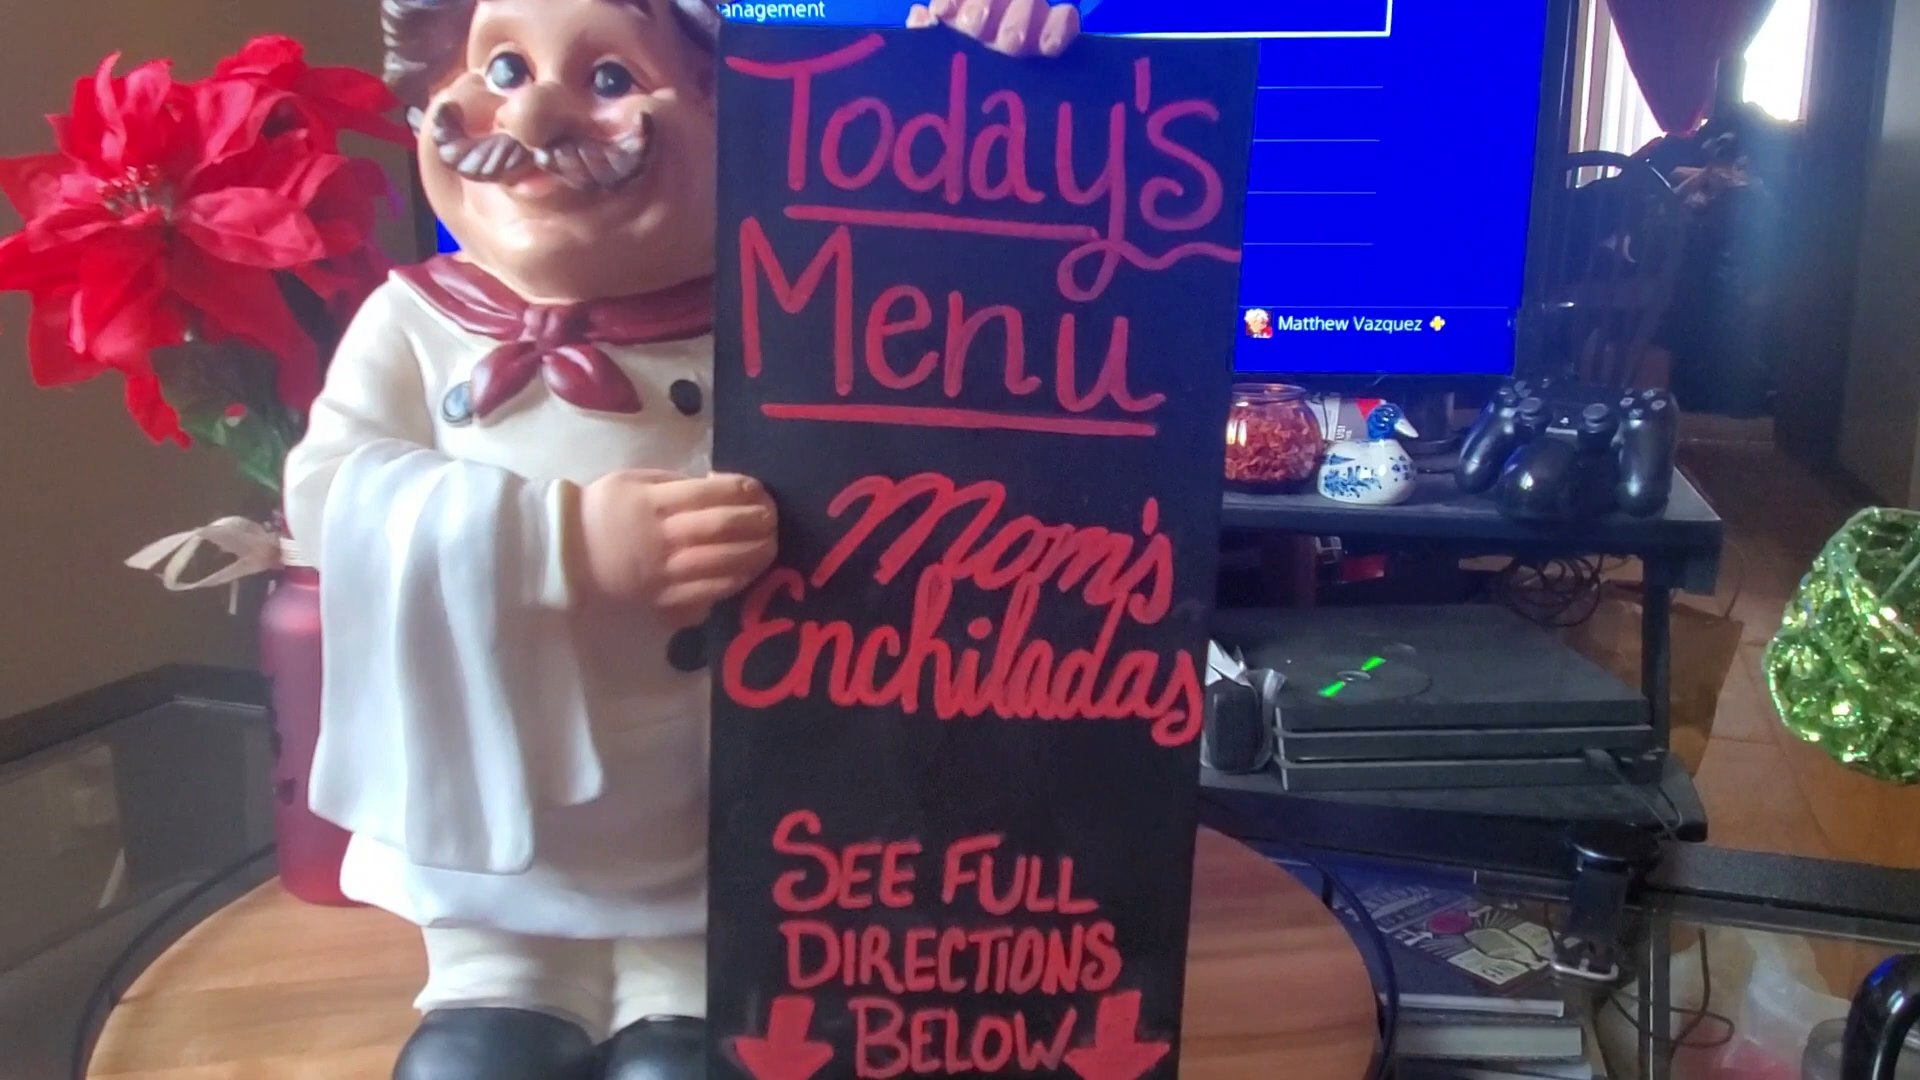 anagement
Today's
Menu
Matthew Vazquez
Mom's
Enchiladas
SEE FULL
DIRECTIONS
BELOW